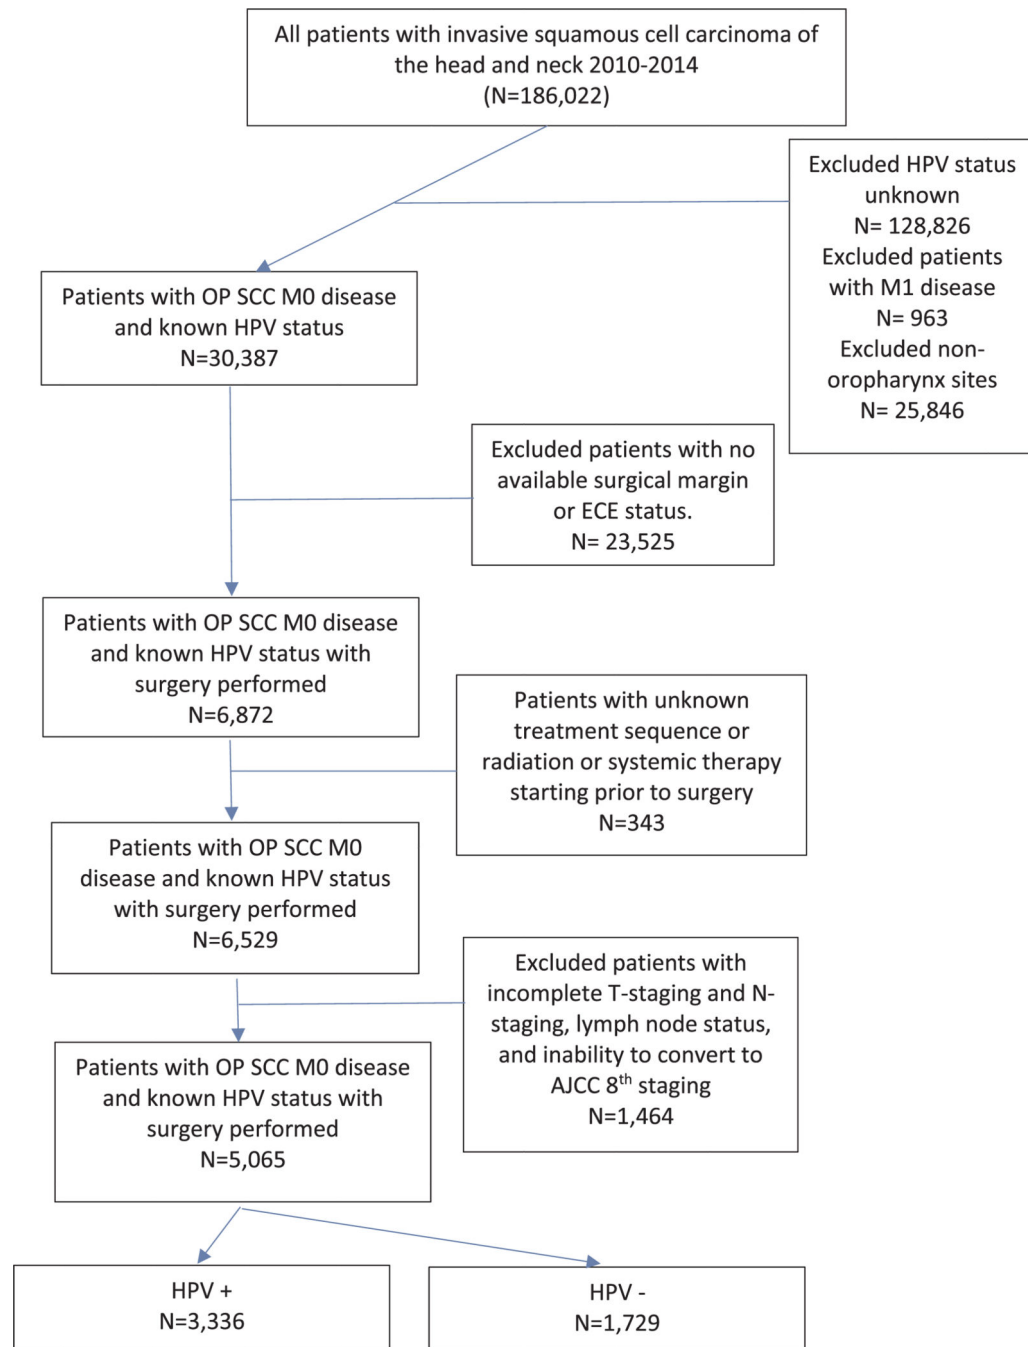 All patients with invasive squamous cell carcinoma of
the head and neck 2010-2014
(N=186,022)
Excluded HPV status
unknown
N= 128,826
Excluded patients
with M1 disease
N= 963
Excluded non-
oropharynx sites
N= 25,846
Patients with OP SCC M0 disease
and known HPV status
N=30,387
Excluded patients with no
available surgical margin
or ECE status.
N= 23,525
Patients with OP SCC M0 disease
and known HPV status with
surgery performed
N=6,872
Patients with unknown
treatment sequence or
radiation or systemic therapy
starting prior to surgery
N=343
Patients with OP SCC M0
disease and known HPV status
with surgery performed
N=6,529
Excluded patients with
incomplete T-staging and N-
staging, lymph node status,
and inability to convert to
AJCC 8th staging
N=1,464
Patients with OP SCC M0 disease
and known HPV status with
surgery performed
N=5,065
HPV +
N=3,336
HPV -
N=1,729